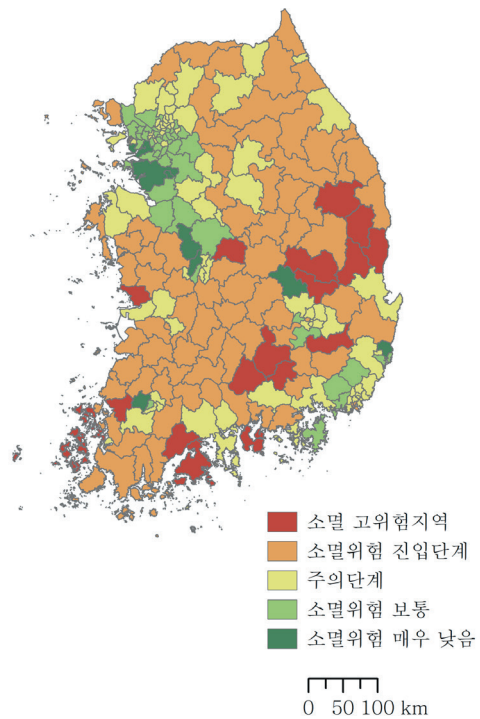 소멸 고위험지역
소멸위험 진입단계
주의단계
소멸위험 보통
소멸위험 매우 낮음
0 50 100 km